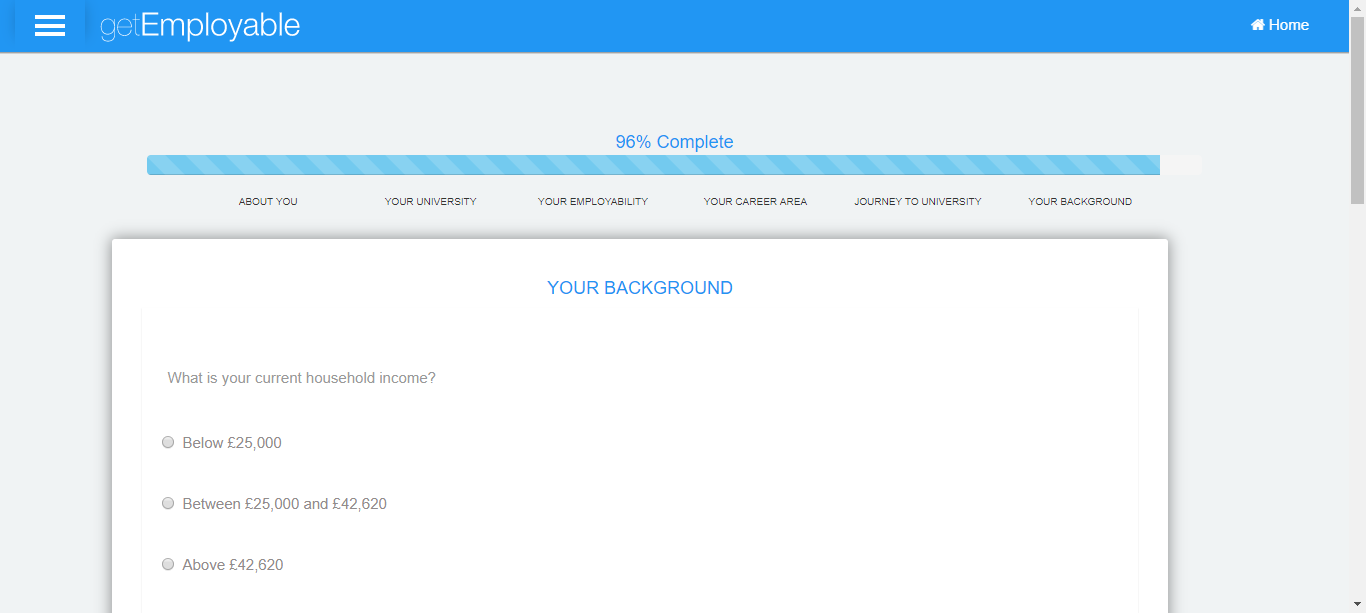 getEmployable
Home
96% Complete
ABOUT YOU YOUR UNIVERSITY YOUR EMPLOYABILITY YOUR CAREER AREA JOURNEY TO UNIVERSITY YOUR BACKGROUND
YOUR BACKGROUND
What is your current household income?
Below £25,000
Between £25,000 and £42,620
Above £42,620